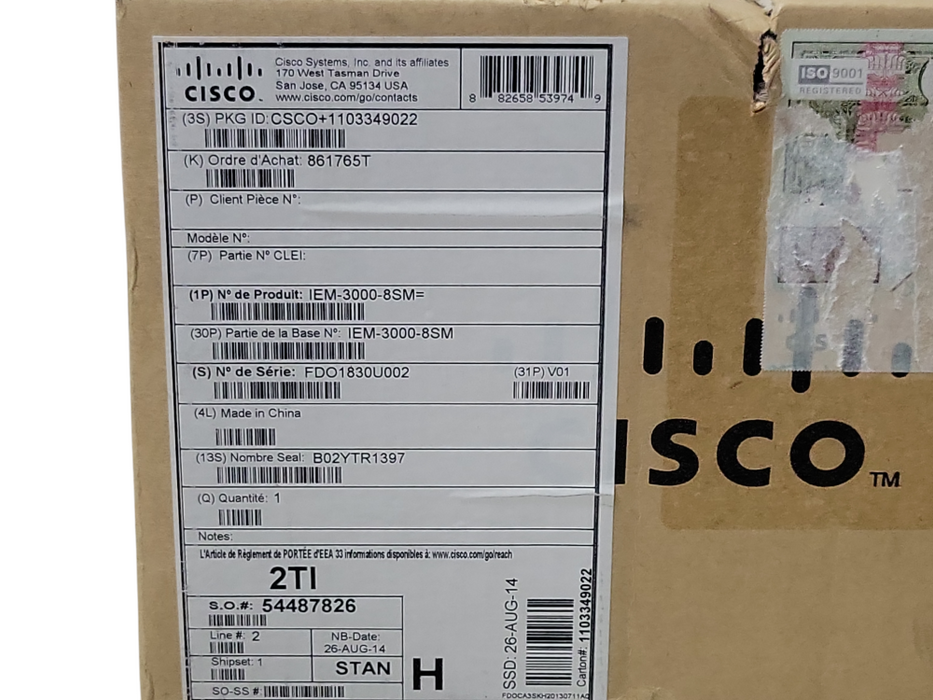 CISCO™
Cisco Systems, Inc. and its affiliates
170 West Tasman Drive
San Jose, CA 95134 USA
www.cisco.com/go/contacts
8 82658 53974 9
(3S) PKG ID:CSCO+1103349022
(K) Ordre d'Achat: 861765T
(P) Client Pièce N°:
Modèle N°:
(7P) Partie N° CLEI:
(1P) N° de Produit: IEM-3000-8SM=
(30P) Partie de la Base N°: IEM-3000-8SM
(S) N° de Série: FDO1830U002
(31P) V01
(4L) Made in China
(13S) Nombre Seal: B02YTR1397
(Q) Quantité: 1
Notes:
L'Article de Règlement de PORTÉE d'EEA 33 informations disponibles à: www.cisco.com/go/reach
2TI
S.O.#: 54487826
Line #: 2
NB-Date:
26-AUG-14
Shipset: 1
STAN
SO-SS #:
H
SSD: 26-AUG-14
Carton#: 1103349022
FDOCA3SKH20130711AC
ISO 9001
REGISTERED
CISCO™